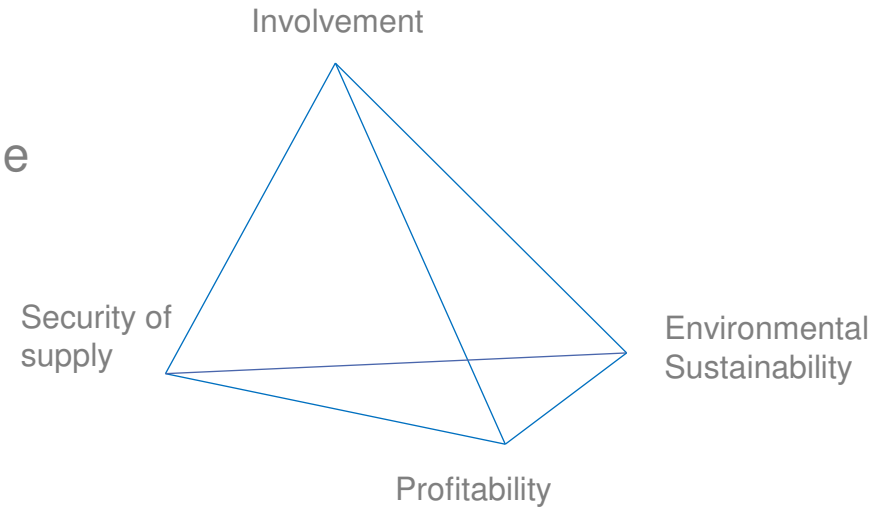 Involvement
e
Security of
supply
Environmental
Sustainability
Profitability